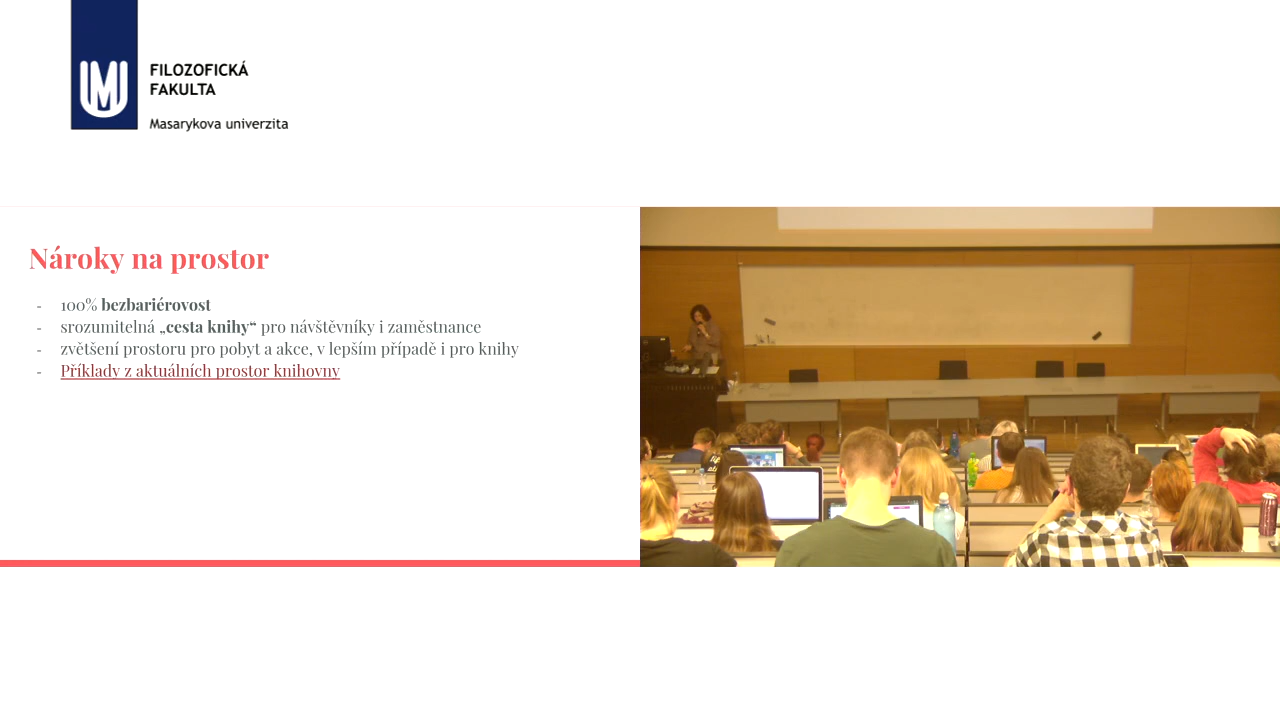 FILOZOFICKÁ
FAKULTA
Masarykova univerzita
Nároky na prostor
- 100% bezbariérovost
- srozumitelná „cesta knihy“ pro návštěvníky i zaměstnance
- zvětšení prostoru pro pobyt a akce, v lepším případě i pro knihy
- Příklady z aktuálních prostor knihovny